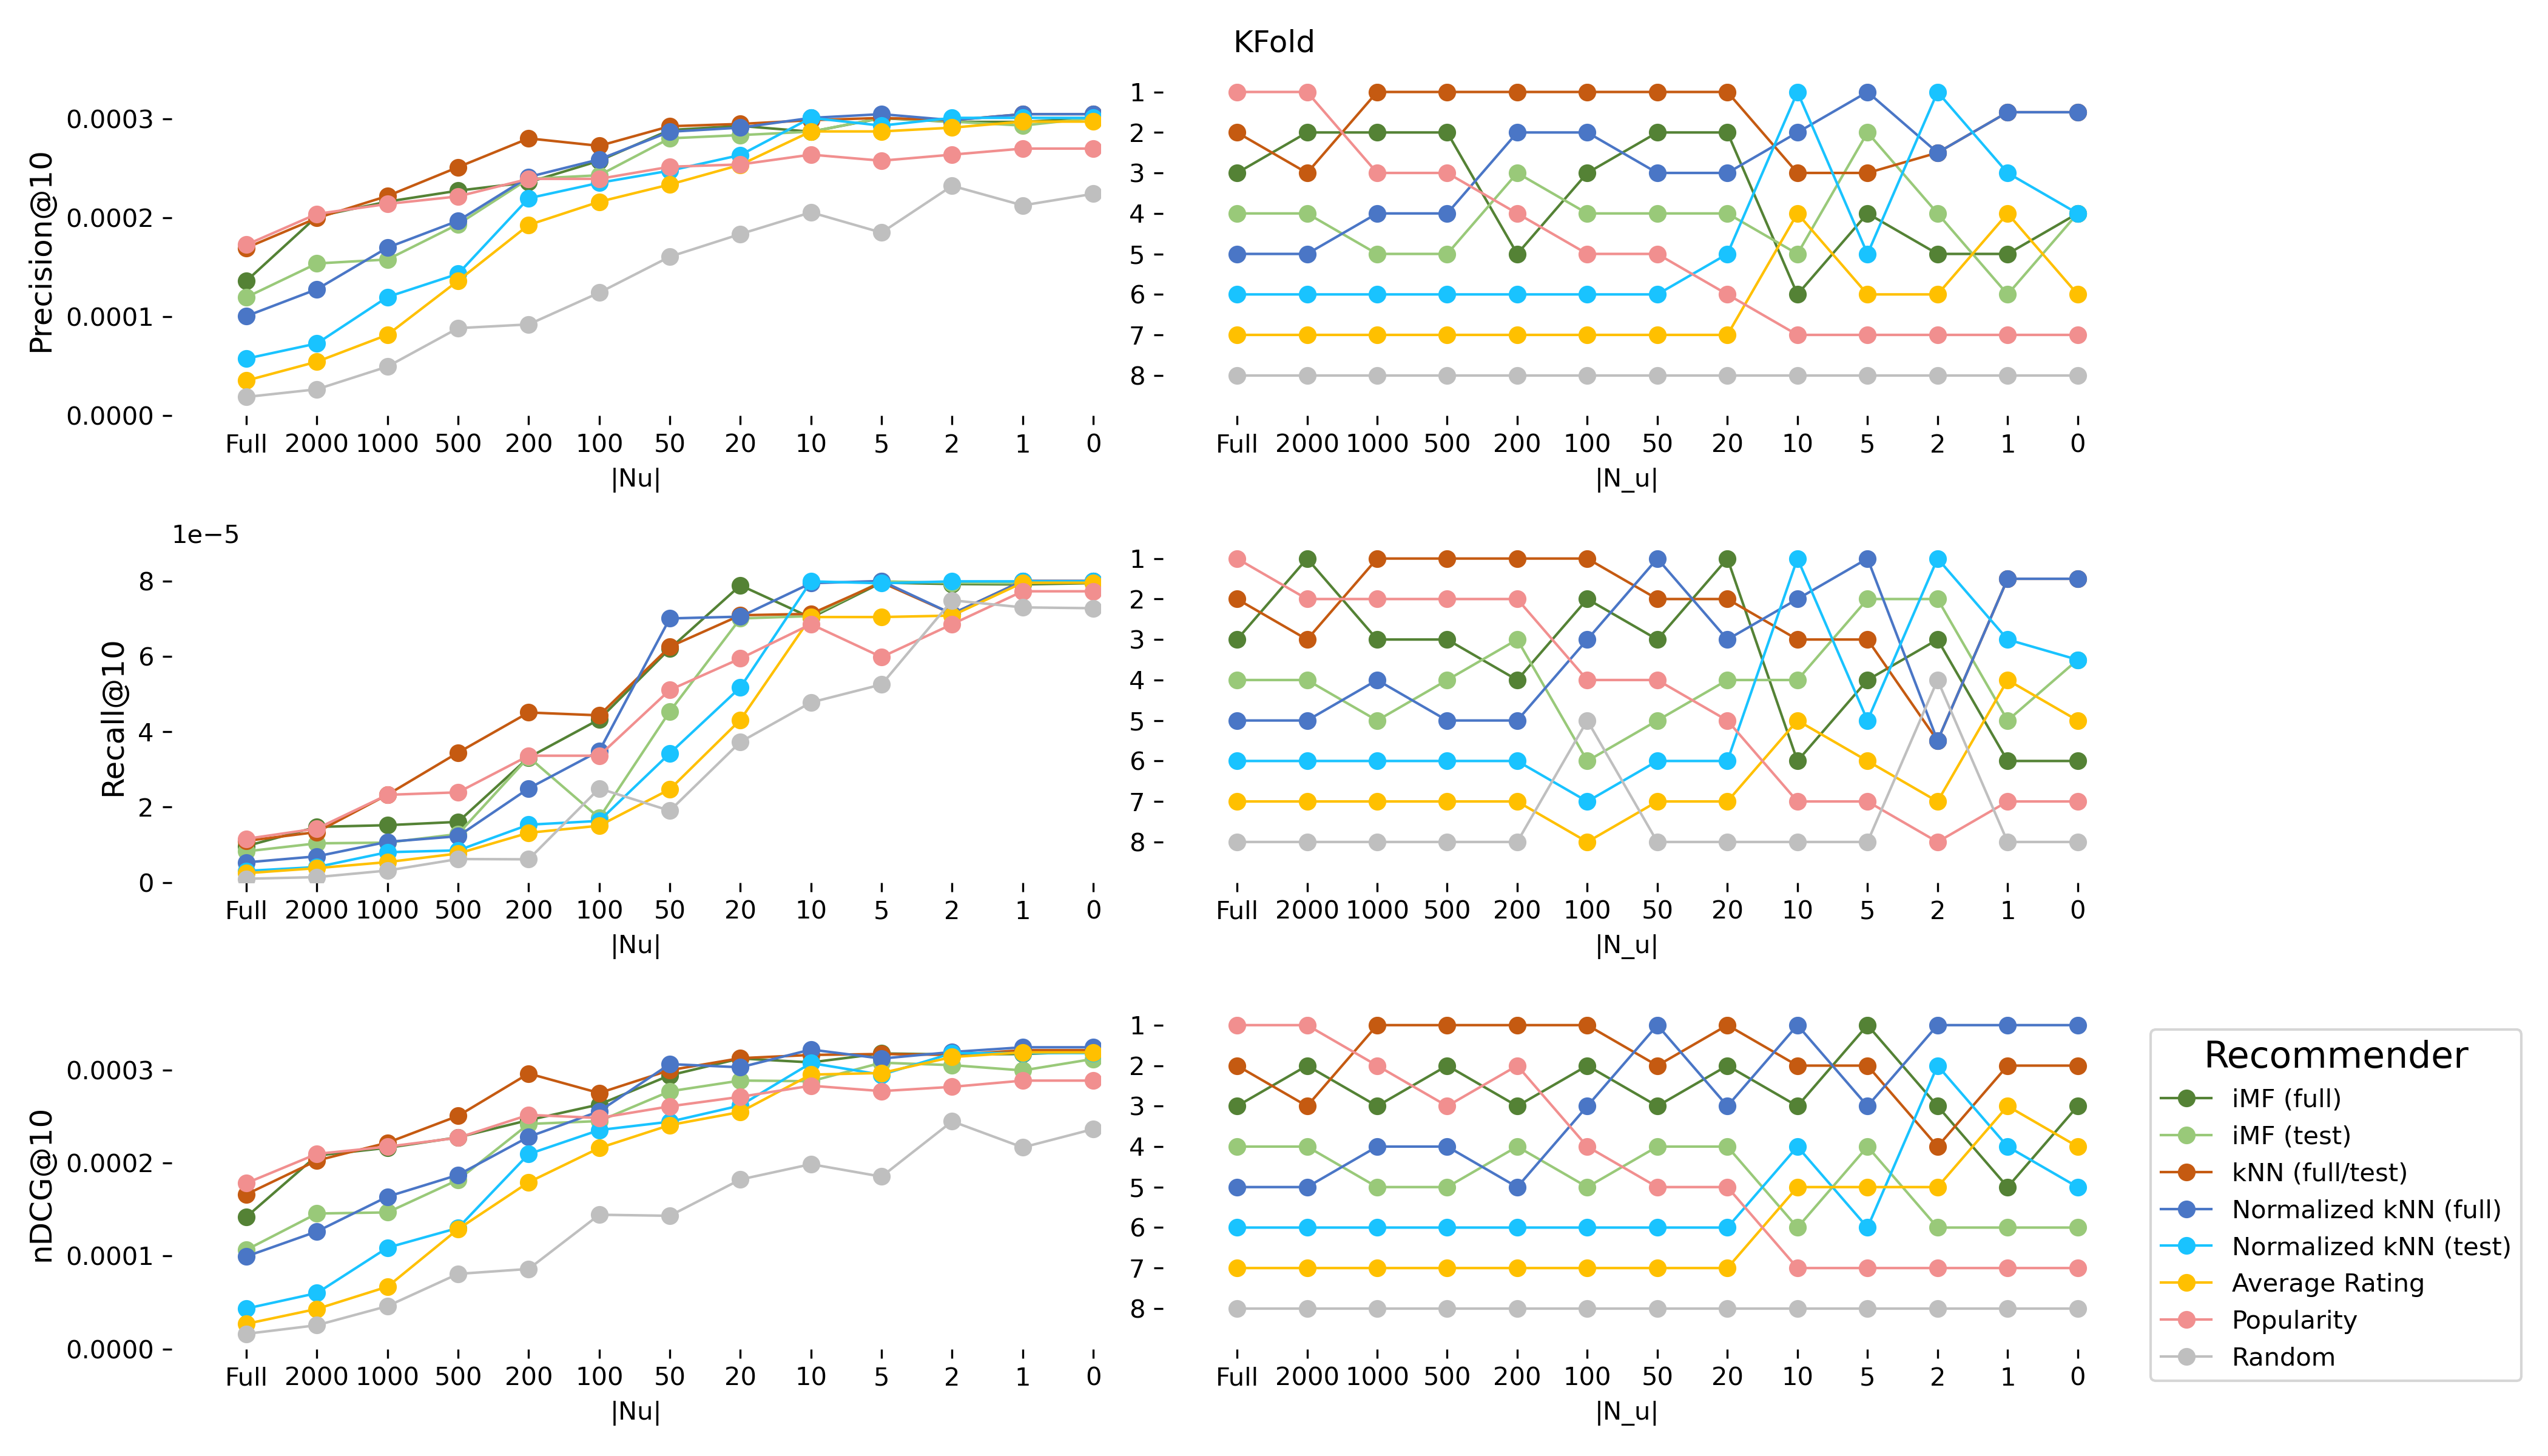 KFold
Precision@10
0.0003
0.0002
0.0001
0.0000
Full 2000 1000 500 200 100 50 20 10 5 2 1 0
|Nu|
1
2
3
4
5
6
7
8
Full 2000 1000 500 200 100 50 20 10 5 2 1 0
|N_u|
1e−5
Recall@10
8
6
4
2
0
Full 2000 1000 500 200 100 50 20 10 5 2 1 0
|Nu|
1
2
3
4
5
6
7
8
Full 2000 1000 500 200 100 50 20 10 5 2 1 0
|N_u|
nDCG@10
0.0003
0.0002
0.0001
0.0000
Full 2000 1000 500 200 100 50 20 10 5 2 1 0
|Nu|
1
2
3
4
5
6
7
8
Full 2000 1000 500 200 100 50 20 10 5 2 1 0
|N_u|
Recommender
iMF (full)
iMF (test)
kNN (full/test)
Normalized kNN (full)
Normalized kNN (test)
Average Rating
Popularity
Random